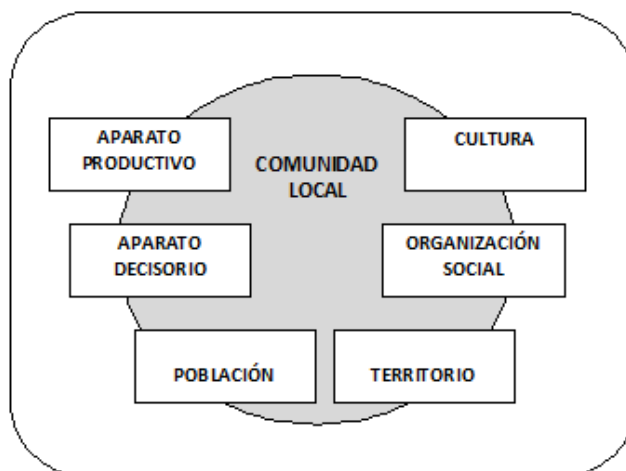 APARATO
PRODUCTIVO
CULTURA
COMUNIDAD
LOCAL
APARATO
DECISORIO
ORGANIZACIÓN
SOCIAL
POBLACIÓN
TERRITORIO